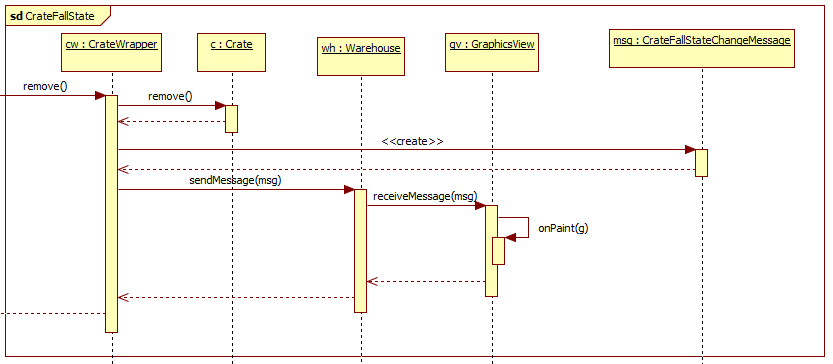 sd CrateFallState
cw : CrateWrapper
c : Crate
wh : Warehouse
gv : GraphicsView
msg : CrateFallStateChangeMessage
remove()
remove()
<<create>>
sendMessage(msg)
receiveMessage(msg)
onPaint(g)